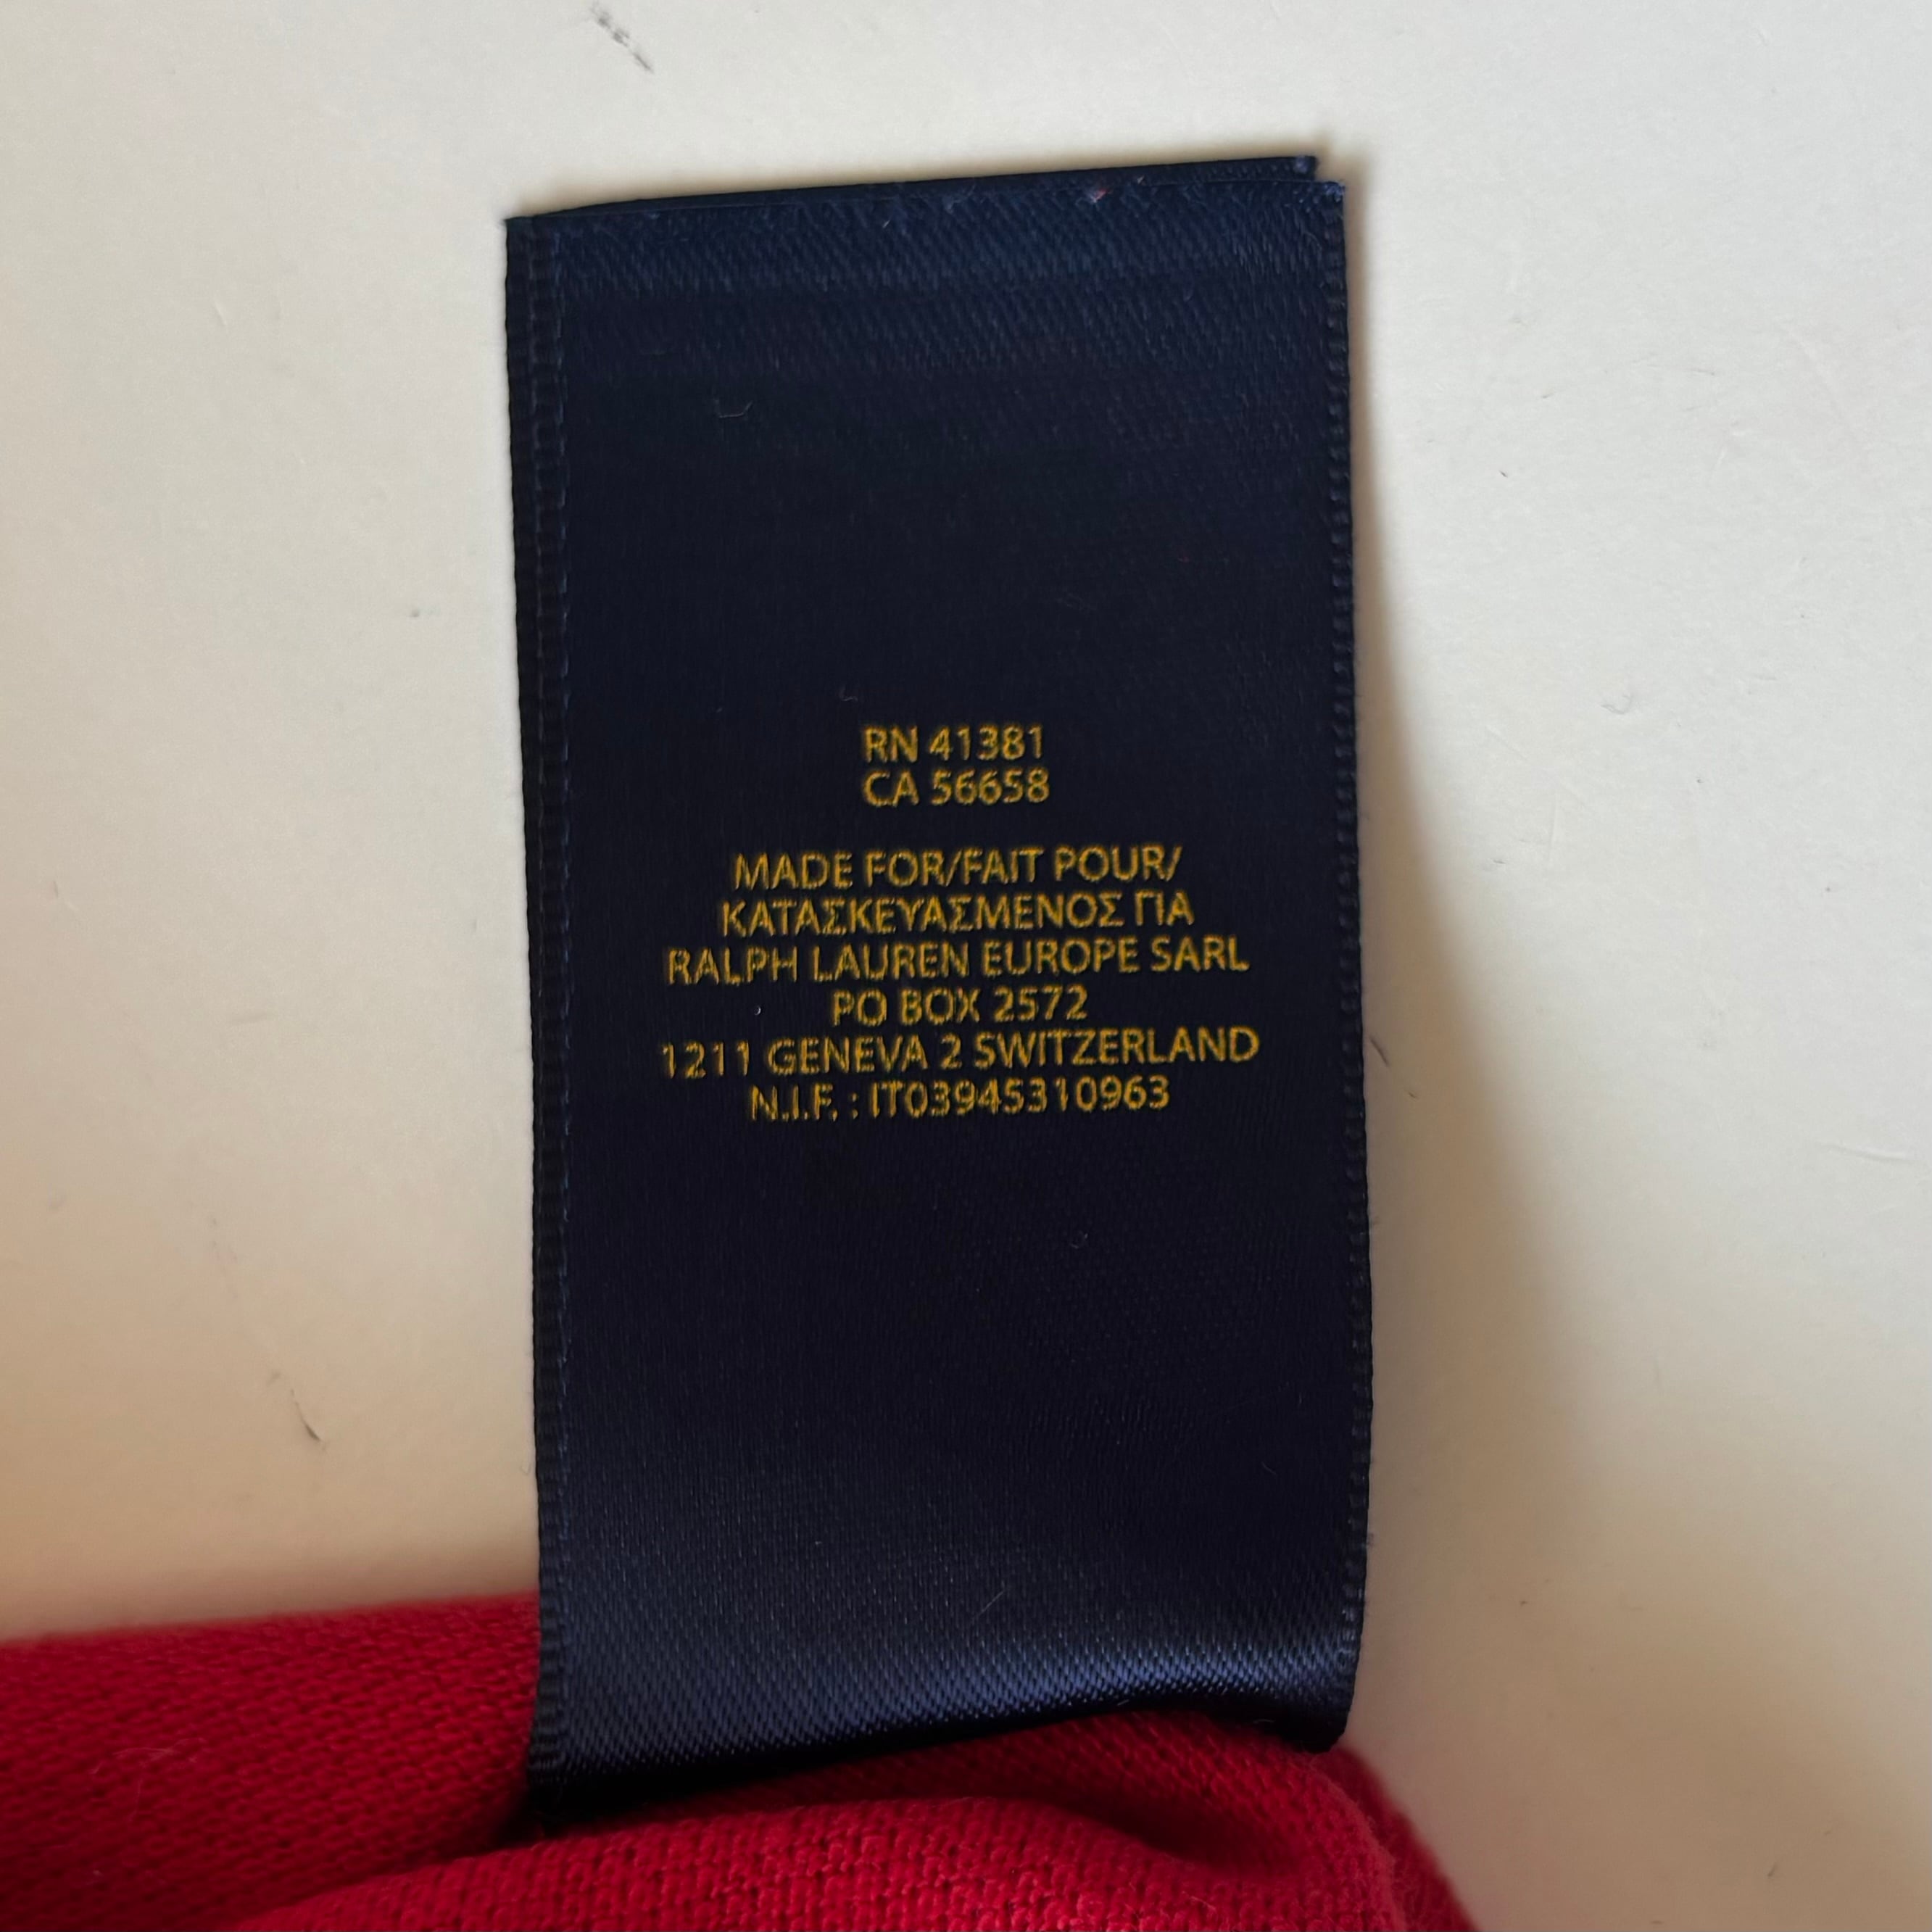 RN 41381
CA 56658
MADE FOR/FAIT POUR/
ΚΑΤΑΣΚΕΥΑΣΜΕΝΟΣ ΓΙΑ
RALPH LAUREN EUROPE SARL
PO BOX 2572
1211 GENEVA 2 SWITZERLAND
N.I.F. : IT03945310963